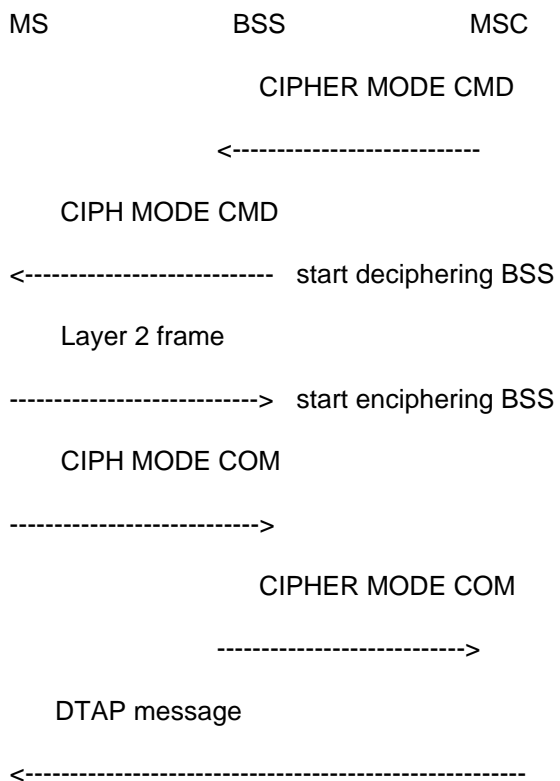 MS BSS MSC
CIPHER MODE CMD
<---------------------------
CIPH MODE CMD
<---------------------------- start deciphering BSS
Layer 2 frame
----------------------------> start enciphering BSS
CIPH MODE COM
---------------------------->
CIPHER MODE COM
--------------------------->
DTAP message
<-------------------------------------------------------